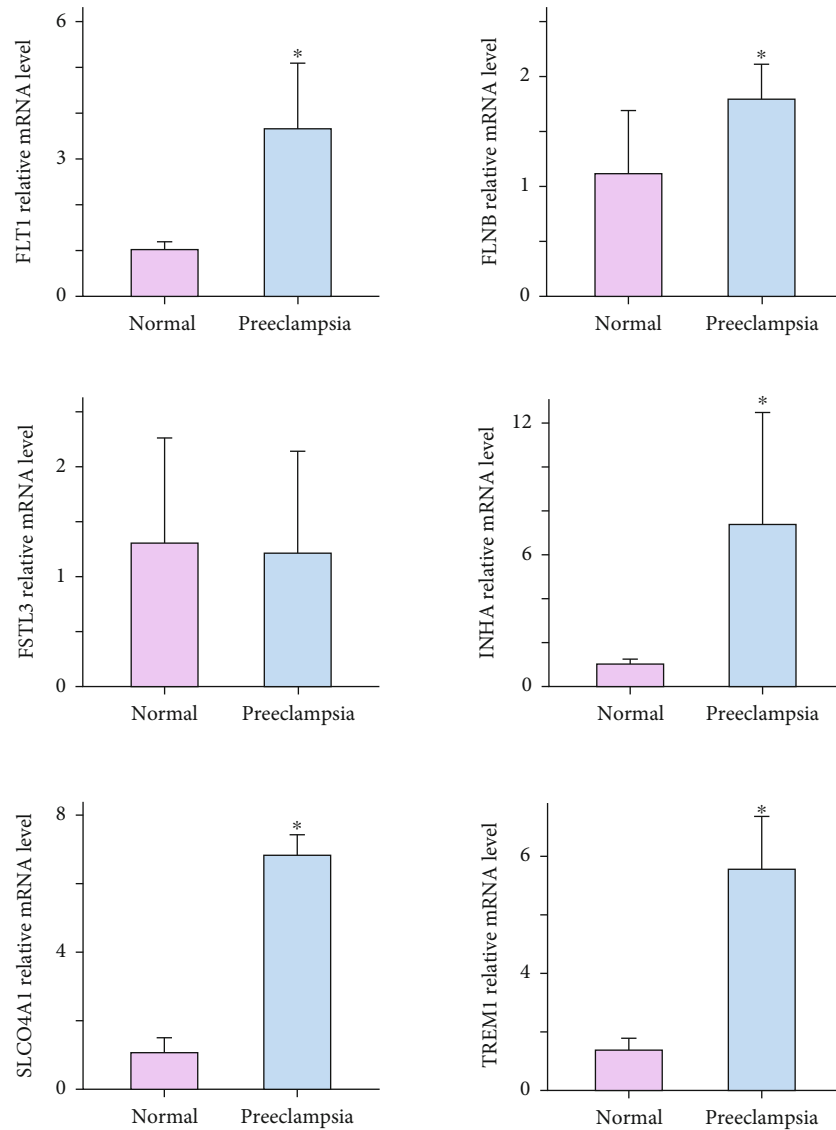 FLT1 relative mRNA level
6
3
0
*
Normal
Preeclampsia
FLNB relative mRNA level
2
1
0
*
Normal
Preeclampsia
FSTL3 relative mRNA level
2
1
0
Normal
Preeclampsia
INHA relative mRNA level
12
6
0
*
Normal
Preeclampsia
SLCO4A1 relative mRNA level
8
4
0
*
Normal
Preeclampsia
TREM1 relative mRNA level
6
4
0
*
Normal
Preeclampsia